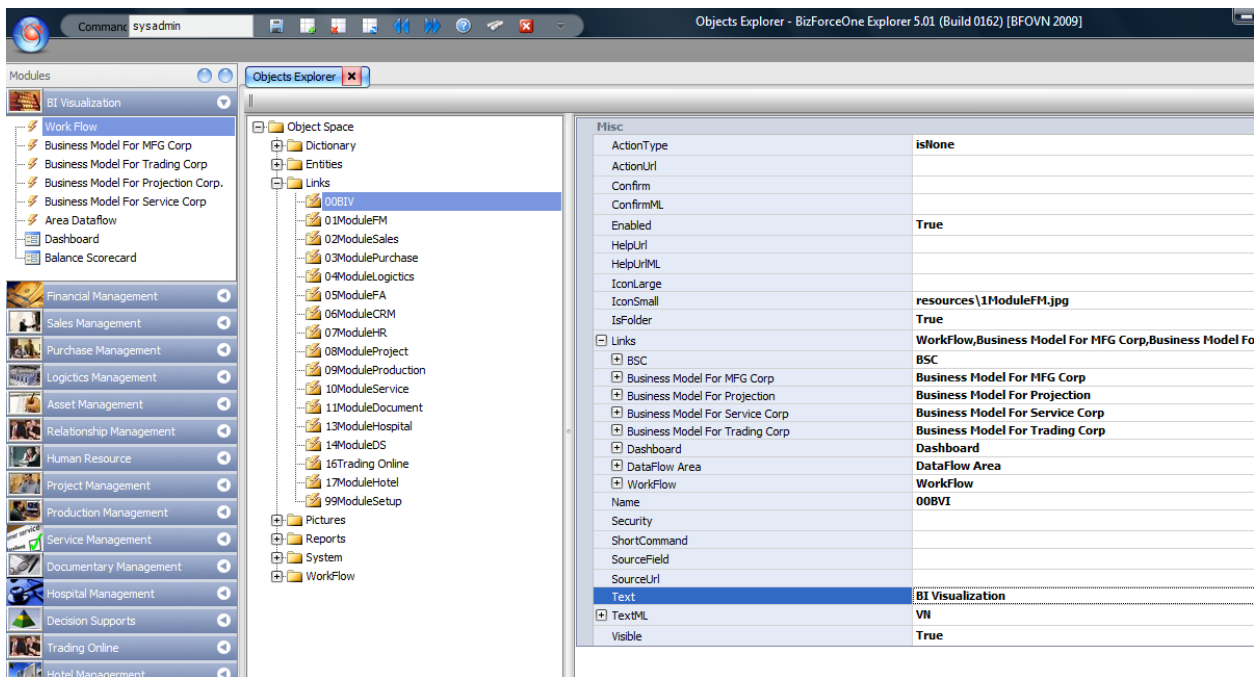 Command sysadmin
Objects Explorer - BizForceOne Explorer 5.01 (Build 0162) [BFOVN 2009]
Modules
BI Visualization
Work Flow
Business Model For MFG Corp
Business Model For Trading Corp
Business Model For Projection Corp.
Business Model For Service Corp
Area Dataflow
Dashboard
Balance Scorecard
Financial Management
Sales Management
Purchase Management
Logictics Management
Asset Management
Relationship Management
Human Resource
Project Management
Production Management
Service Management
Documentary Management
Hospital Management
Decision Supports
Trading Online
Hotel Managerment
Objects Explorer
Object Space
Dictionary
Entities
Links
00BIV
01ModuleFM
02ModuleSales
03ModulePurchase
04ModuleLogictics
05ModuleFA
06ModuleCRM
07ModuleHR
08ModuleProject
09ModuleProduction
10ModuleService
11ModuleDocument
13ModuleHospital
14ModuleDS
16Trading Online
17ModuleHotel
99ModuleSetup
Pictures
Reports
System
WorkFlow
Misc
ActionType isNone
ActionUrl
Confirm
ConfirmML
Enabled True
HelpUrl
HelpUrlML
IconLarge
IconSmall resources\1ModuleFM.jpg
IsFolder True
Links WorkFlow,Business Model For MFG Corp,Business Model Fo
BSC BSC
Business Model For MFG Corp Business Model For MFG Corp
Business Model For Projection Business Model For Projection
Business Model For Service Corp Business Model For Service Corp
Business Model For Trading Corp Business Model For Trading Corp
Dashboard Dashboard
DataFlow Area DataFlow Area
WorkFlow WorkFlow
Name 00BVI
Security
ShortCommand
SourceField
SourceUrl
Text BI Visualization
TextML VN
Visible True